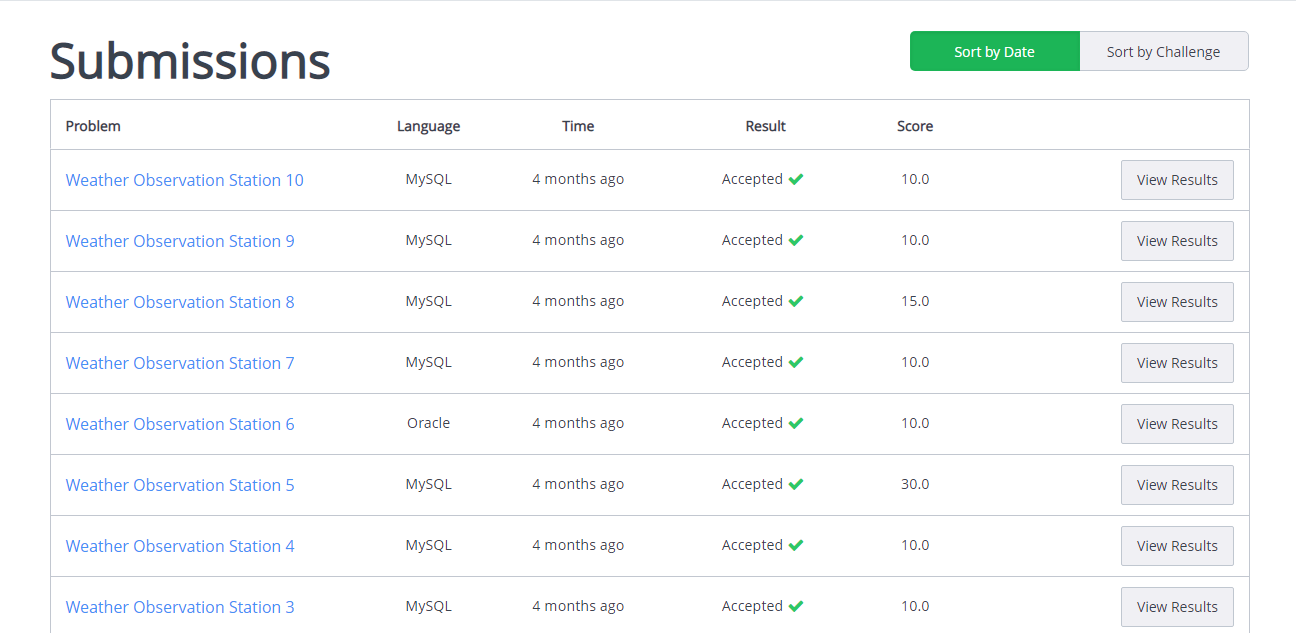 Submissions
Sort by Date Sort by Challenge
Problem Language Time Result Score
Weather Observation Station 10 MySQL 4 months ago Accepted 10.0 View Results
Weather Observation Station 9 MySQL 4 months ago Accepted 10.0 View Results
Weather Observation Station 8 MySQL 4 months ago Accepted 15.0 View Results
Weather Observation Station 7 MySQL 4 months ago Accepted 10.0 View Results
Weather Observation Station 6 Oracle 4 months ago Accepted 10.0 View Results
Weather Observation Station 5 MySQL 4 months ago Accepted 30.0 View Results
Weather Observation Station 4 MySQL 4 months ago Accepted 10.0 View Results
Weather Observation Station 3 MySQL 4 months ago Accepted 10.0 View Results